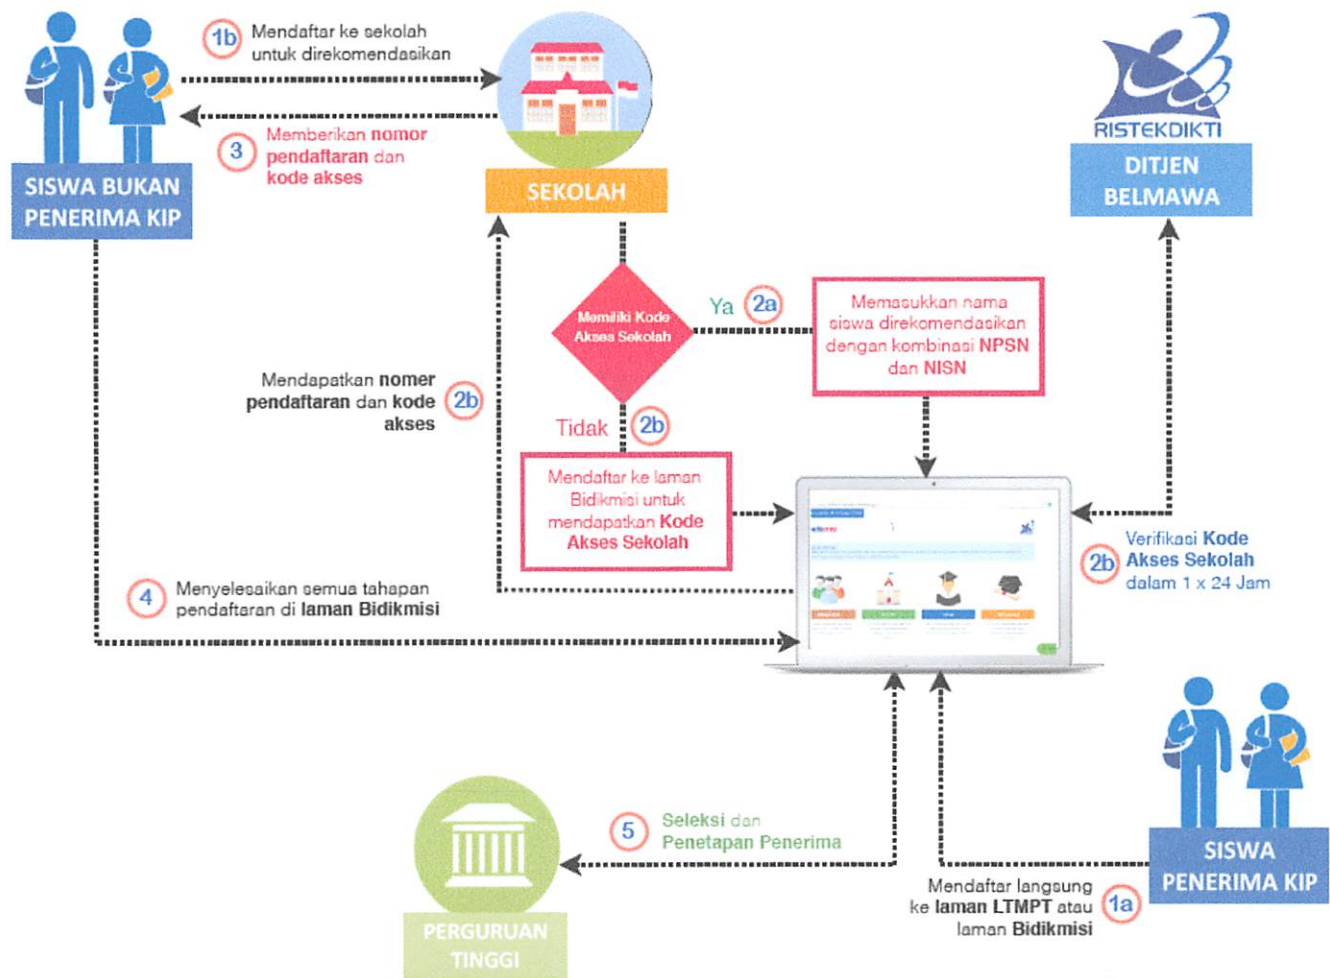 1b
Mendaftar ke sekolah
untuk direkomendasikan
3
Memberikan nomor
pendaftaran dan
kode akses
SISWA BUKAN
PENERIMA KIP
SEKOLAH
RISTEKDIKTI
DITJEN
BELMAWA
Memiliki Kode
Akses Sekolah
Ya
2a
Memasukkan nama
siswa direkomendasikan
dengan kombinasi NPSN
dan NISN
Mendapatkan nomer
pendaftaran dan kode
akses
2b
Tidak
2b
Mendaftar ke laman
Bidikmisi untuk
mendapatkan Kode
Akses Sekolah
2b
Verifikasi Kode
Akses Sekolah
dalam 1 x 24 Jam
4
Menyelesaikan semua tahapan
pendaftaran di laman Bidikmisi
5
Seleksi dan
Penetapan Penerima
PERGURUAN
TINGGI
Mendaftar langsung
ke laman LTMPT atau
laman Bidikmisi
1a
SISWA
PENERIMA KIP